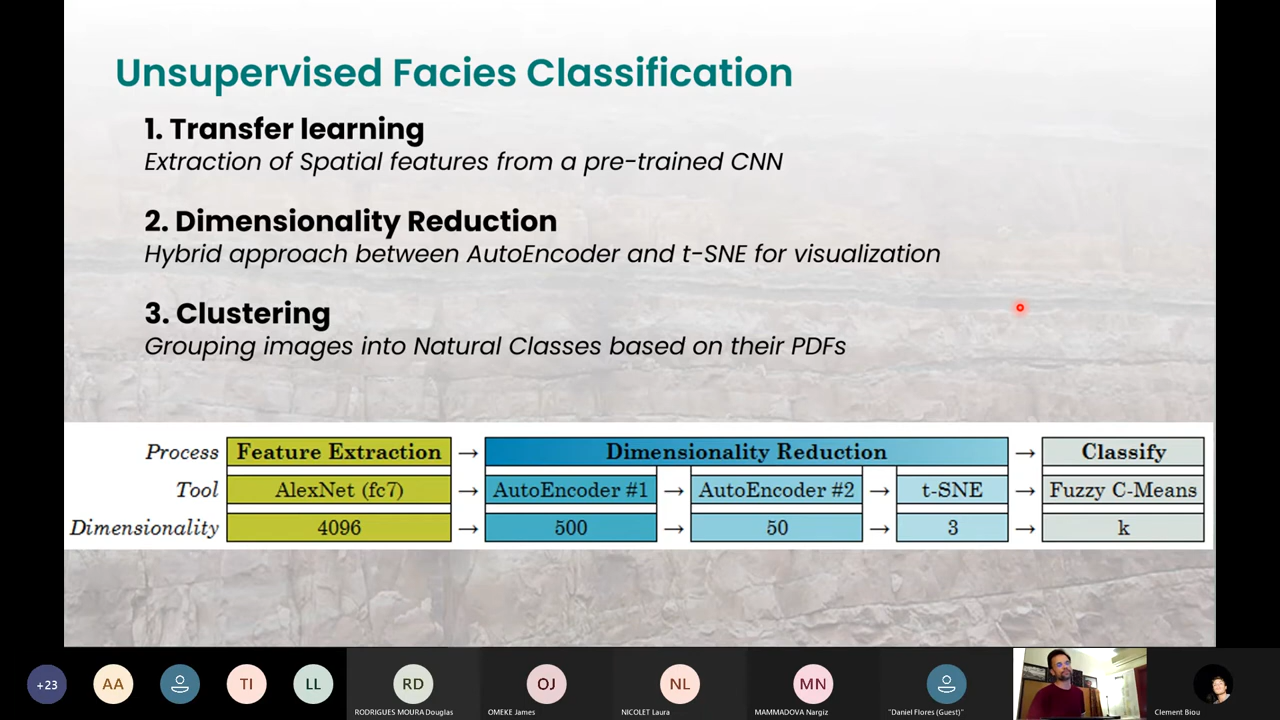 Unsupervised Facies Classification
1. Transfer learning
Extraction of Spatial features from a pre-trained CNN
2. Dimensionality Reduction
Hybrid approach between AutoEncoder and t-SNE for visualization
3. Clustering
Grouping images into Natural Classes based on their PDFs
Process Feature Extraction → Dimensionality Reduction → Classify
Tool AlexNet (fc7) → AutoEncoder #1 → AutoEncoder #2 → t-SNE → Fuzzy C-Means
Dimensionality 4096 → 500 → 50 → 3 → k
+23 AA TI LL RD OJ NL MN
RODRIGUES MOURA Douglas OMEKE James NICOLET Laura MAMMADOVA Nargiz "Daniel Flores (Guest)" Clement Biou